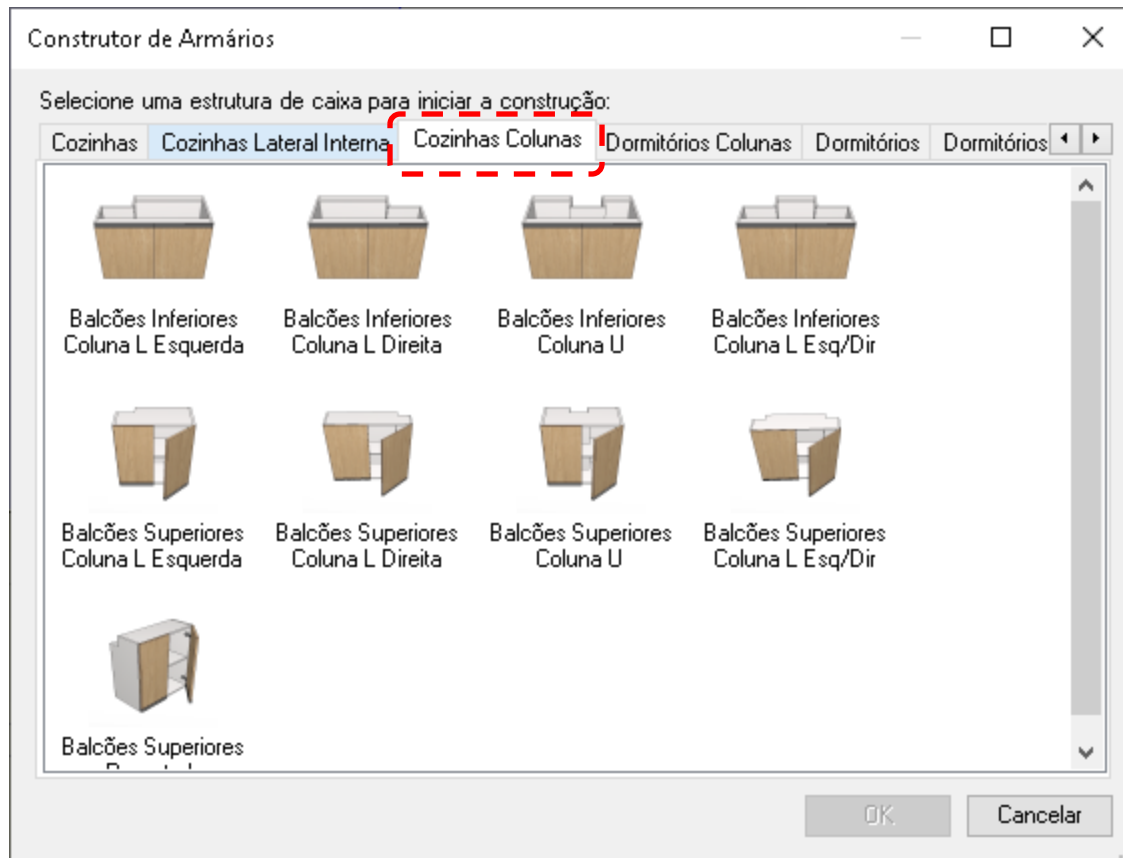 Construtor de Armários
Selecione uma estrutura de caixa para iniciar a construção:
Cozinhas Cozinhas Lateral Interna Cozinhas Colunas Dormitórios Colunas Dormitórios Dormitórios
Balcões Inferiores Balcões Inferiores Balcões Inferiores Balcões Inferiores
Coluna L Esquerda Coluna L Direita Coluna U Coluna L Esq/Dir
Balcões Superiores Balcões Superiores Balcões Superiores Balcões Superiores
Coluna L Esquerda Coluna L Direita Coluna U Coluna L Esq/Dir
Balcões Superiores
OK Cancelar